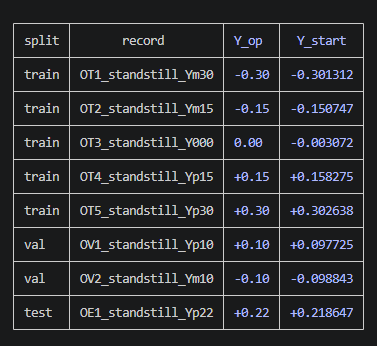 split record Y_op Y_start
train OT1_standstill_Ym30 -0.30 -0.301312
train OT2_standstill_Ym15 -0.15 -0.150747
train OT3_standstill_Y000 0.00 -0.003072
train OT4_standstill_Yp15 +0.15 +0.158275
train OT5_standstill_Yp30 +0.30 +0.302638
val OV1_standstill_Yp10 +0.10 +0.097725
val OV2_standstill_Ym10 -0.10 -0.098843
test OE1_standstill_Yp22 +0.22 +0.218647